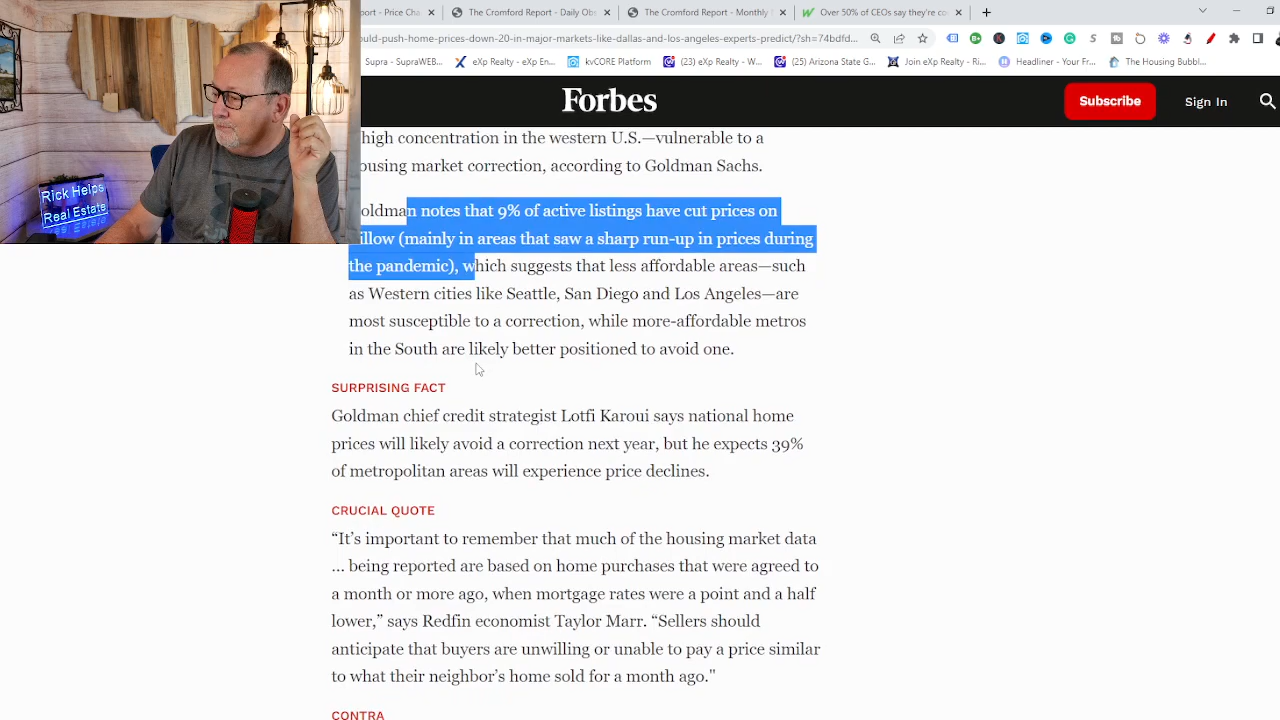 port - Price Cha
The Cromford Report - Daily Obs
The Cromford Report - Monthly
Over 50% of CEOs say they're co
ould-push-home-prices-down-20-in-major-markets-like-dallas-and-los-angeles-experts-predict/?sh=74bdfd...
Supra - SupraWEB...
eXp Realty - eXp En...
kvCORE Platform
(23) eXp Realty - W...
(25) Arizona State G...
Join eXp Realty - Ri...
Headliner - Your Fr...
The Housing Bubbl...
Forbes
Subscribe
Sign In
high concentration in the western U.S.—vulnerable to a
ousing market correction, according to Goldman Sachs.
oldman notes that 9% of active listings have cut prices on
illow (mainly in areas that saw a sharp run-up in prices during
the pandemic), which suggests that less affordable areas—such
as Western cities like Seattle, San Diego and Los Angeles—are
most susceptible to a correction, while more-affordable metros
in the South are likely better positioned to avoid one.
SURPRISING FACT
Goldman chief credit strategist Lotfi Karoui says national home
prices will likely avoid a correction next year, but he expects 39%
of metropolitan areas will experience price declines.
CRUCIAL QUOTE
“It’s important to remember that much of the housing market data
... being reported are based on home purchases that were agreed to
a month or more ago, when mortgage rates were a point and a half
lower,” says Redfin economist Taylor Marr. “Sellers should
anticipate that buyers are unwilling or unable to pay a price similar
to what their neighbor’s home sold for a month ago."
CONTRA
Rick Helps
Real Estate